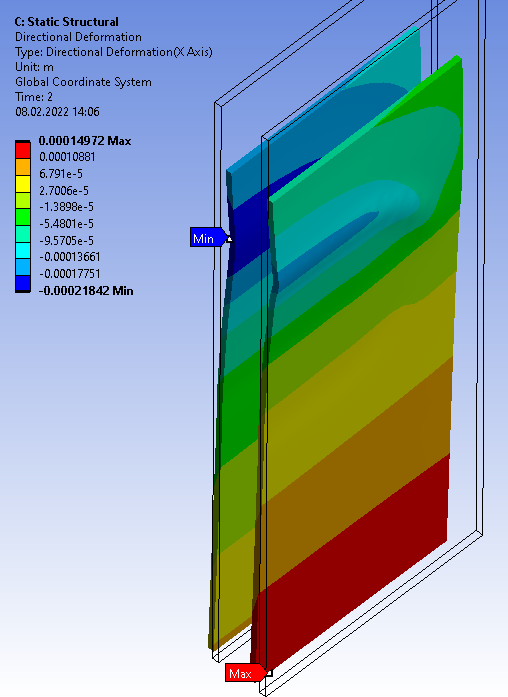 C: Static Structural
Directional Deformation
Type: Directional Deformation(X Axis)
Unit: m
Global Coordinate System
Time: 2
08.02.2022 14:06
0.00014972 Max
0.00010881
6.791e-5
2.7006e-5
-1.3898e-5
-5.4801e-5
-9.5705e-5
-0.00013661
-0.00017751
-0.00021842 Min
Min
Max